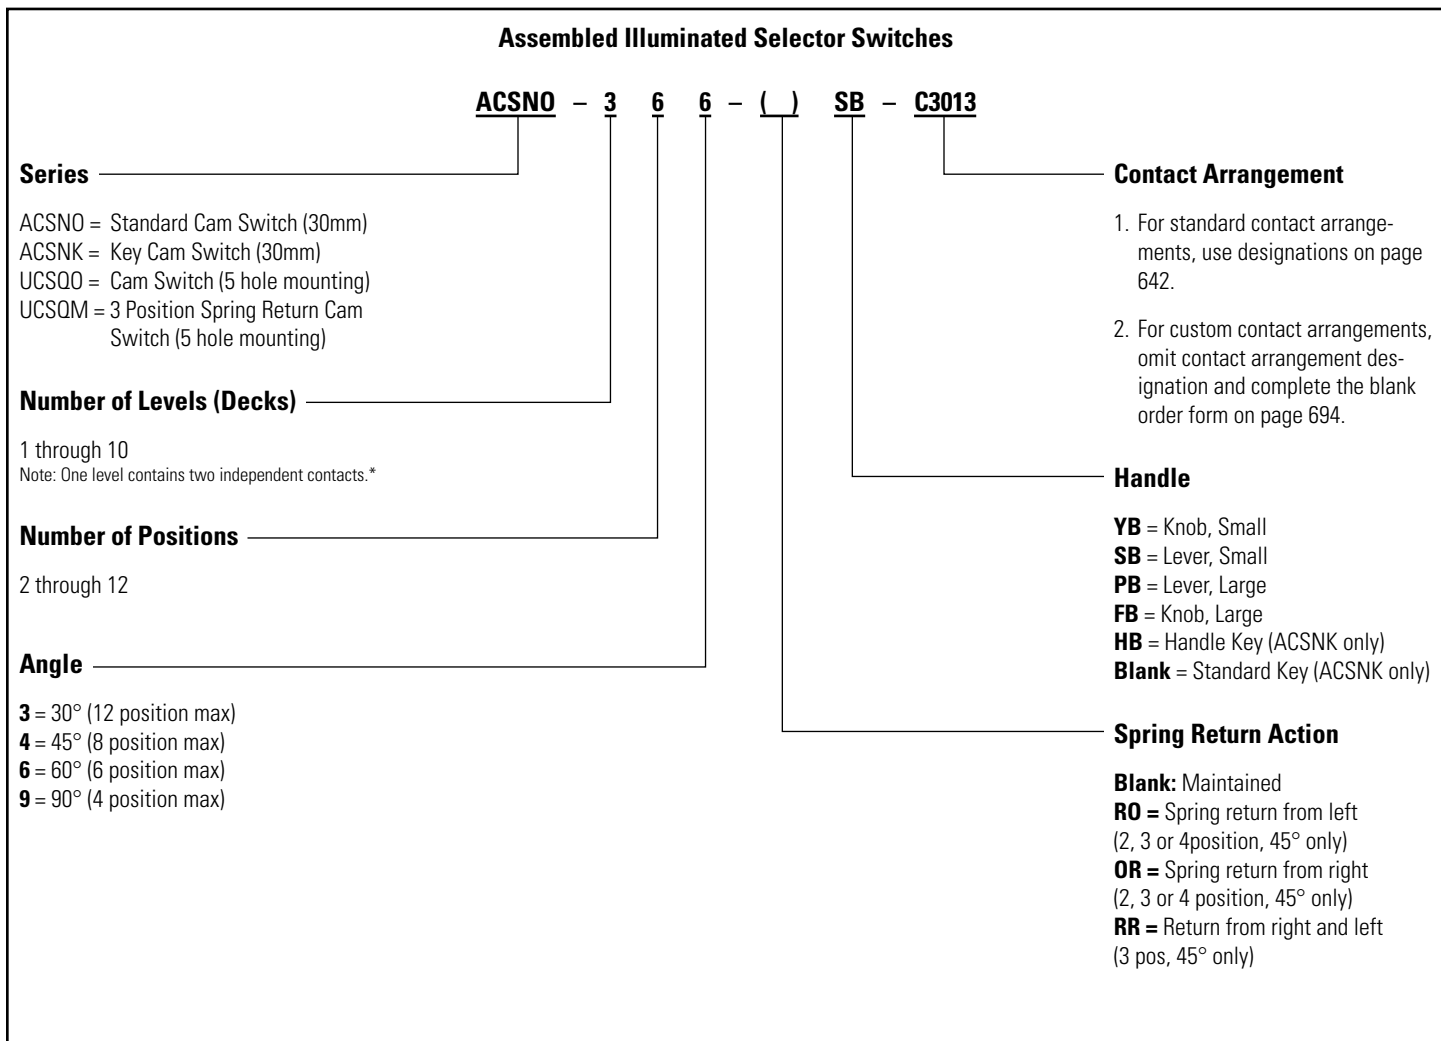 Assembled Illuminated Selector Switches
ACSNO – 3 6 6 – ( ) SB – C3013
Series
ACSNO = Standard Cam Switch (30mm)
ACSNK = Key Cam Switch (30mm)
UCSQO = Cam Switch (5 hole mounting)
UCSQM = 3 Position Spring Return Cam
Switch (5 hole mounting)
Number of Levels (Decks)
1 through 10
Note: One level contains two independent contacts.*
Number of Positions
2 through 12
Angle
3 = 30° (12 position max)
4 = 45° (8 position max)
6 = 60° (6 position max)
9 = 90° (4 position max)
Contact Arrangement
1. For standard contact arrange-
ments, use designations on page
642.
2. For custom contact arrangements,
omit contact arrangement des-
ignation and complete the blank
order form on page 694.
Handle
YB = Knob, Small
SB = Lever, Small
PB = Lever, Large
FB = Knob, Large
HB = Handle Key (ACSNK only)
Blank = Standard Key (ACSNK only)
Spring Return Action
Blank: Maintained
RO = Spring return from left
(2, 3 or 4position, 45° only)
OR = Spring return from right
(2, 3 or 4 position, 45° only)
RR = Return from right and left
(3 pos, 45° only)